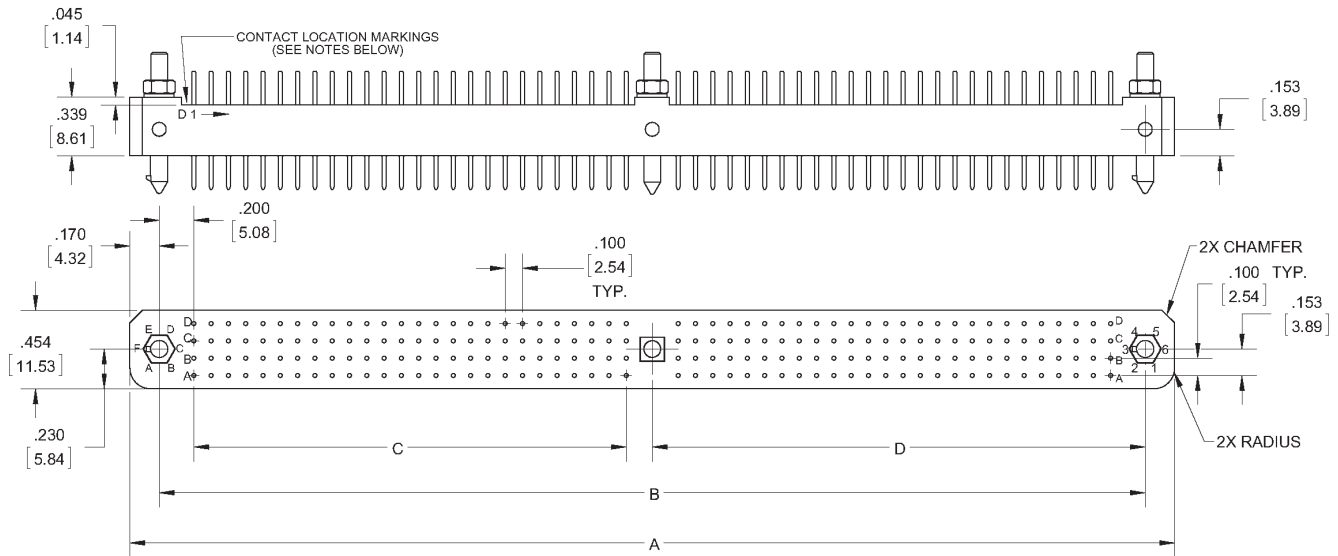 .045
[1.14]
CONTACT LOCATION MARKINGS
(SEE NOTES BELOW)
.339
[8.61]
D 1
.153
[3.89]
.200
[5.08]
.170
[4.32]
.100
[2.54]
TYP.
2X CHAMFER
.100 TYP.
[2.54]
.153
[3.89]
.454
[11.53]
E D
F C
A B
D
C
B
A
D
C
B
A
4 5
3 6
2 1
.230
[5.84]
2X RADIUS
C
D
B
A